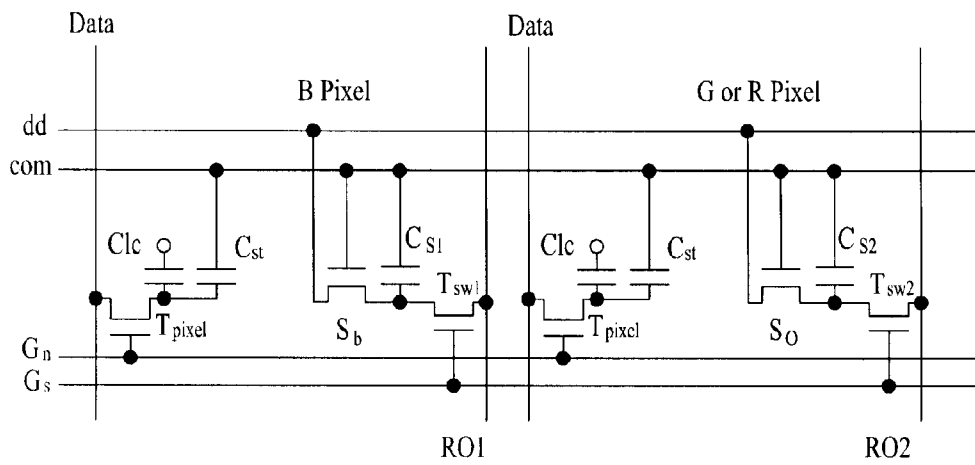 Data
Data
B Pixel
G or R Pixel
dd
com
Clc
Cst
CS1
Clc
Cst
CS2
Tsw1
Tsw2
Tpixel
Sb
Tpixel
SO
Gn
Gs
RO1
RO2